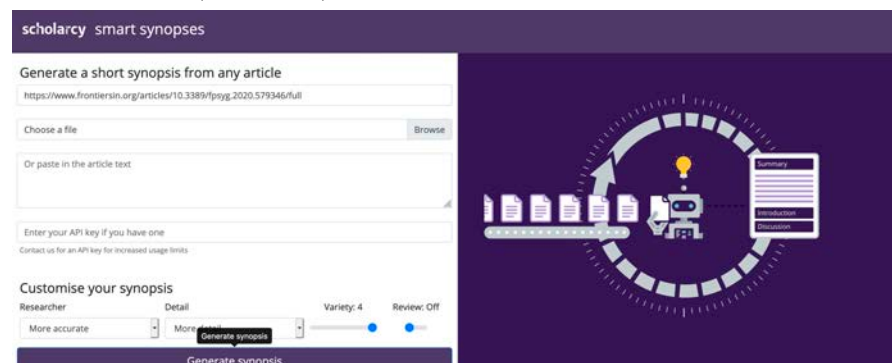 scholarcy smart synopses
Generate a short synopsis from any article
https://www.frontiersin.org/articles/10.3389/fpsyg.2020.579346/full
Choose a file Browse
Or paste in the article text
Enter your API key if you have one
Contact us for an API key for increased usage limits
Customise your synopsis
Researcher Detail Variety: 4 Review: Off
More accurate More detail
Generate synopsis
Generate synopsis
Summary
Introduction
Discussion